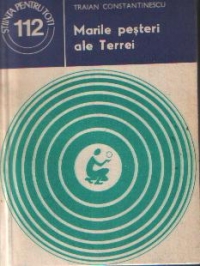 ȘTIINȚA PENTRU TOȚI
112
TRAIAN CONSTANTINESCU
Marile peșteri
ale Terrei